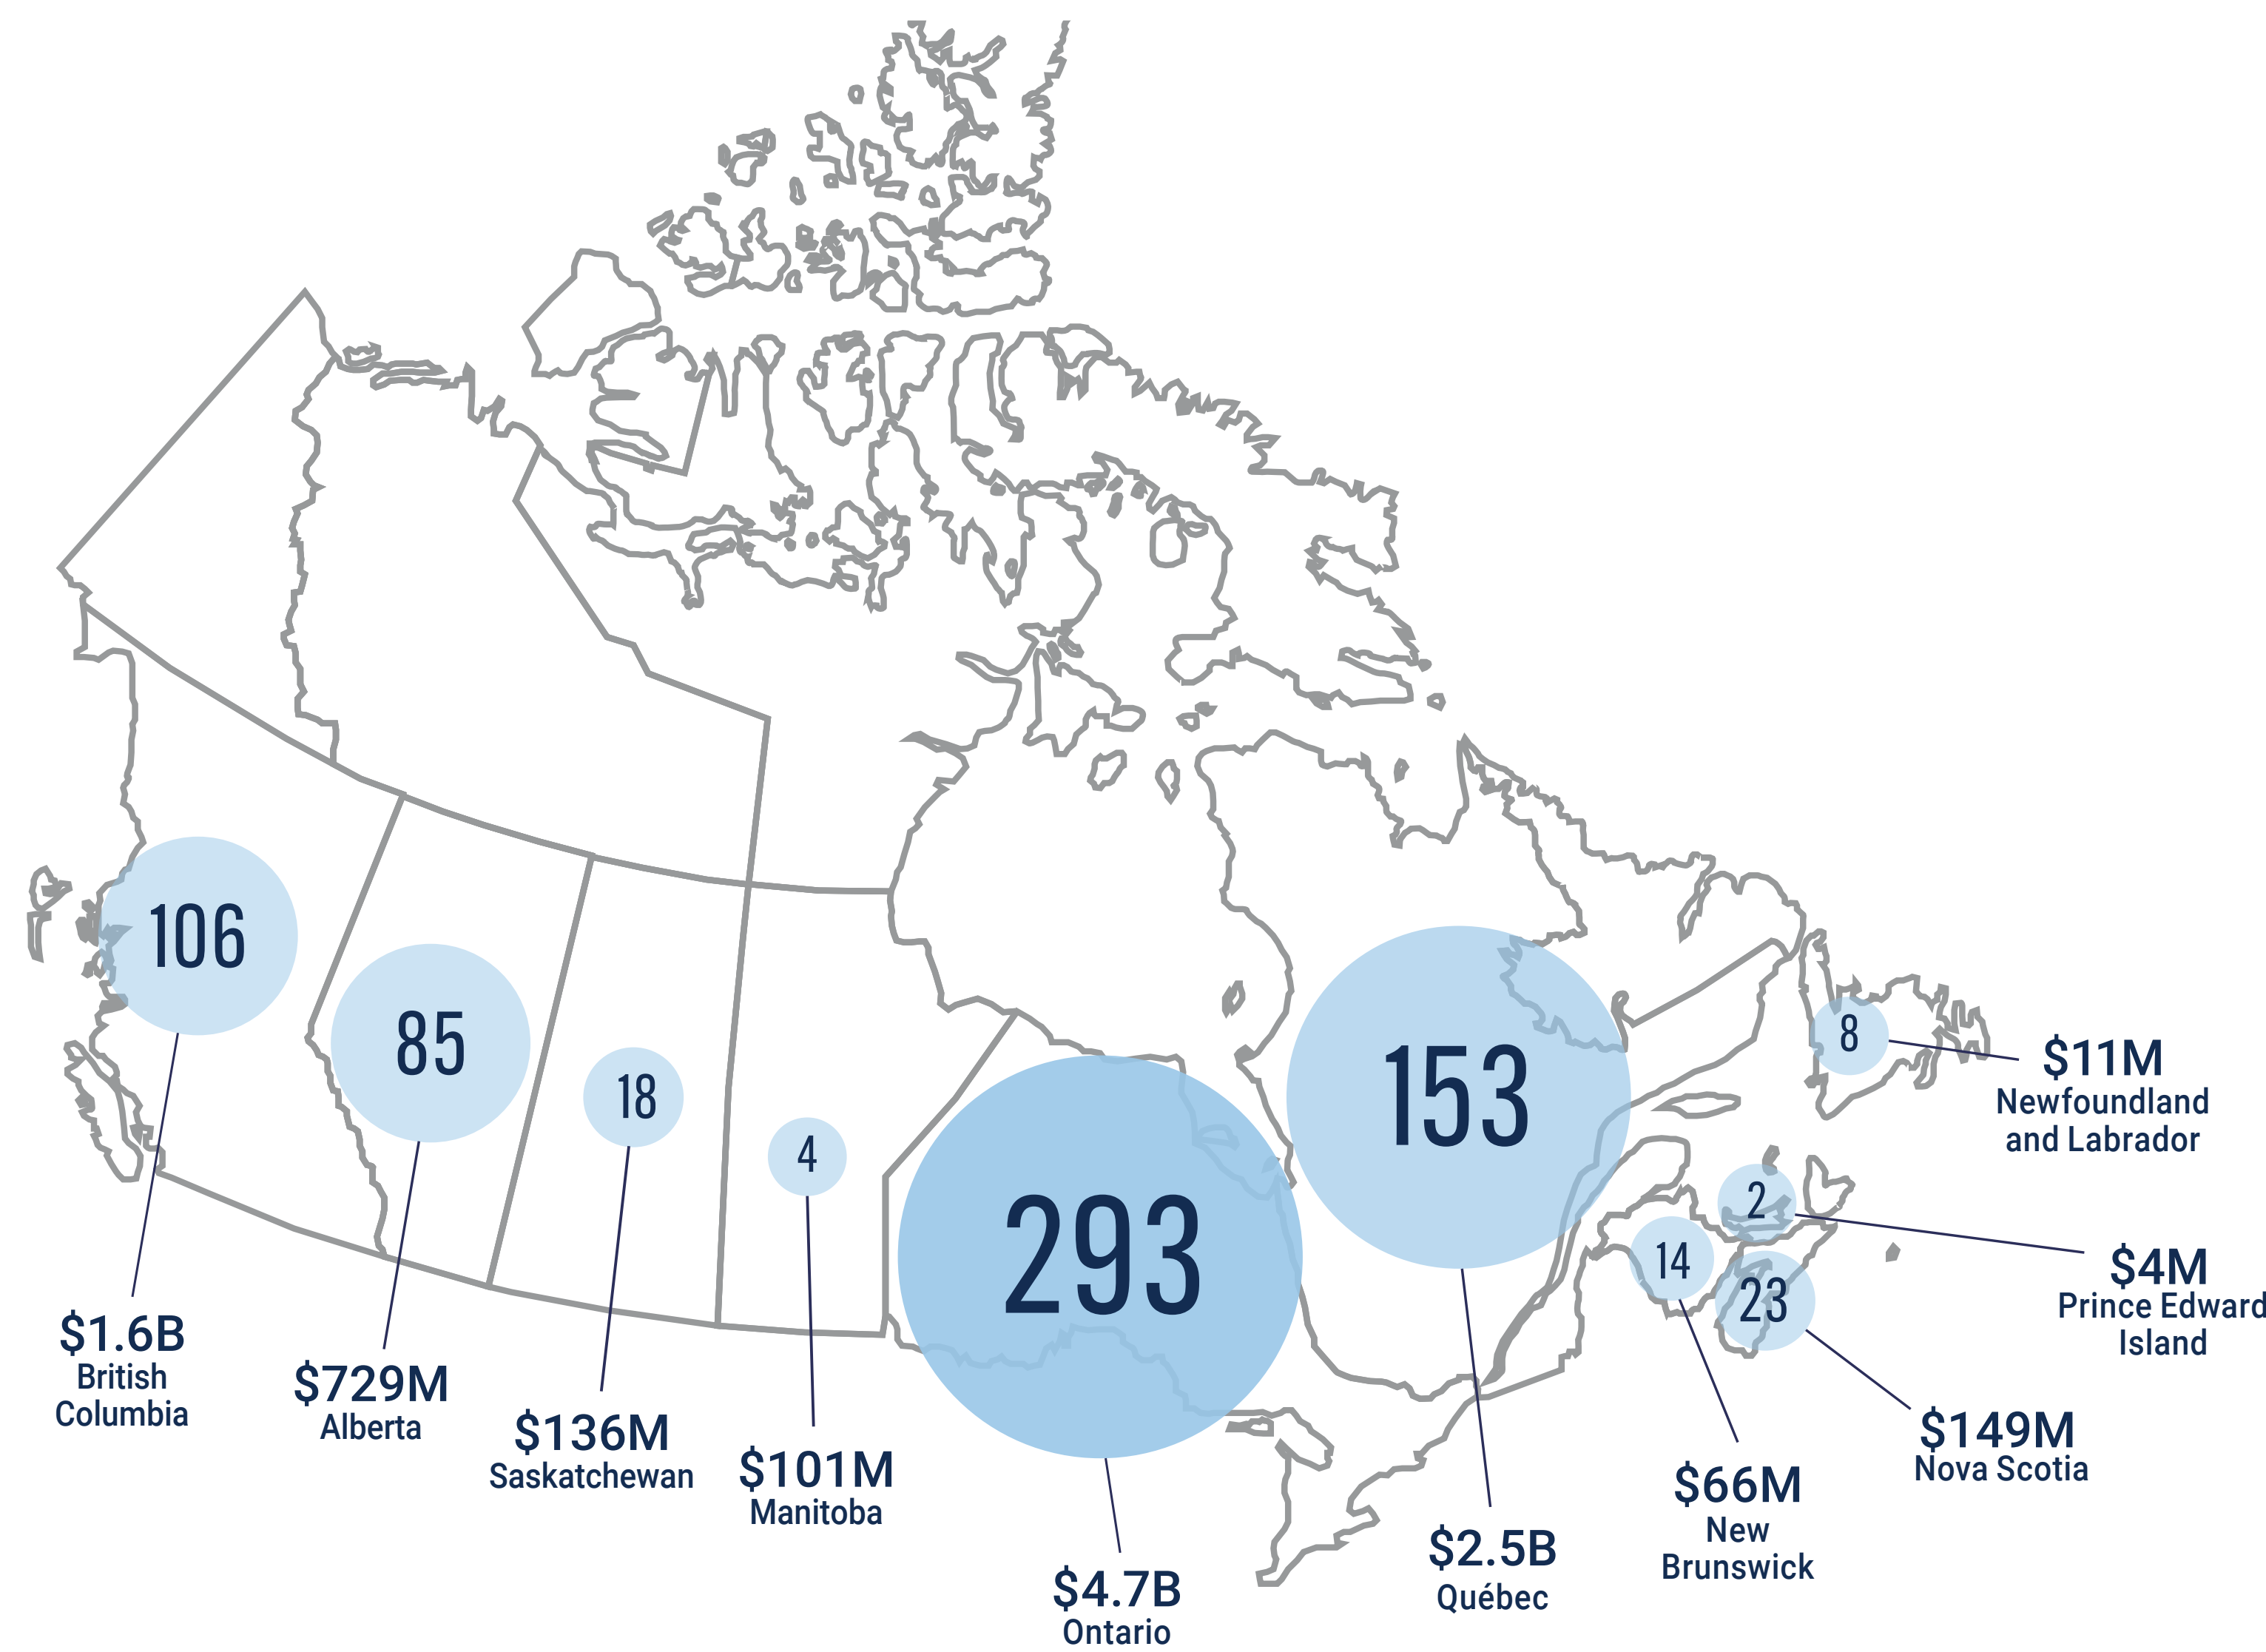 106
85
18
4
293
153
8
2
14
23
$1.6B
British
Columbia
$729M
Alberta
$136M
Saskatchewan
$101M
Manitoba
$4.7B
Ontario
$2.5B
Québec
$66M
New
Brunswick
$149M
Nova Scotia
$4M
Prince Edward
Island
$11M
Newfoundland
and Labrador